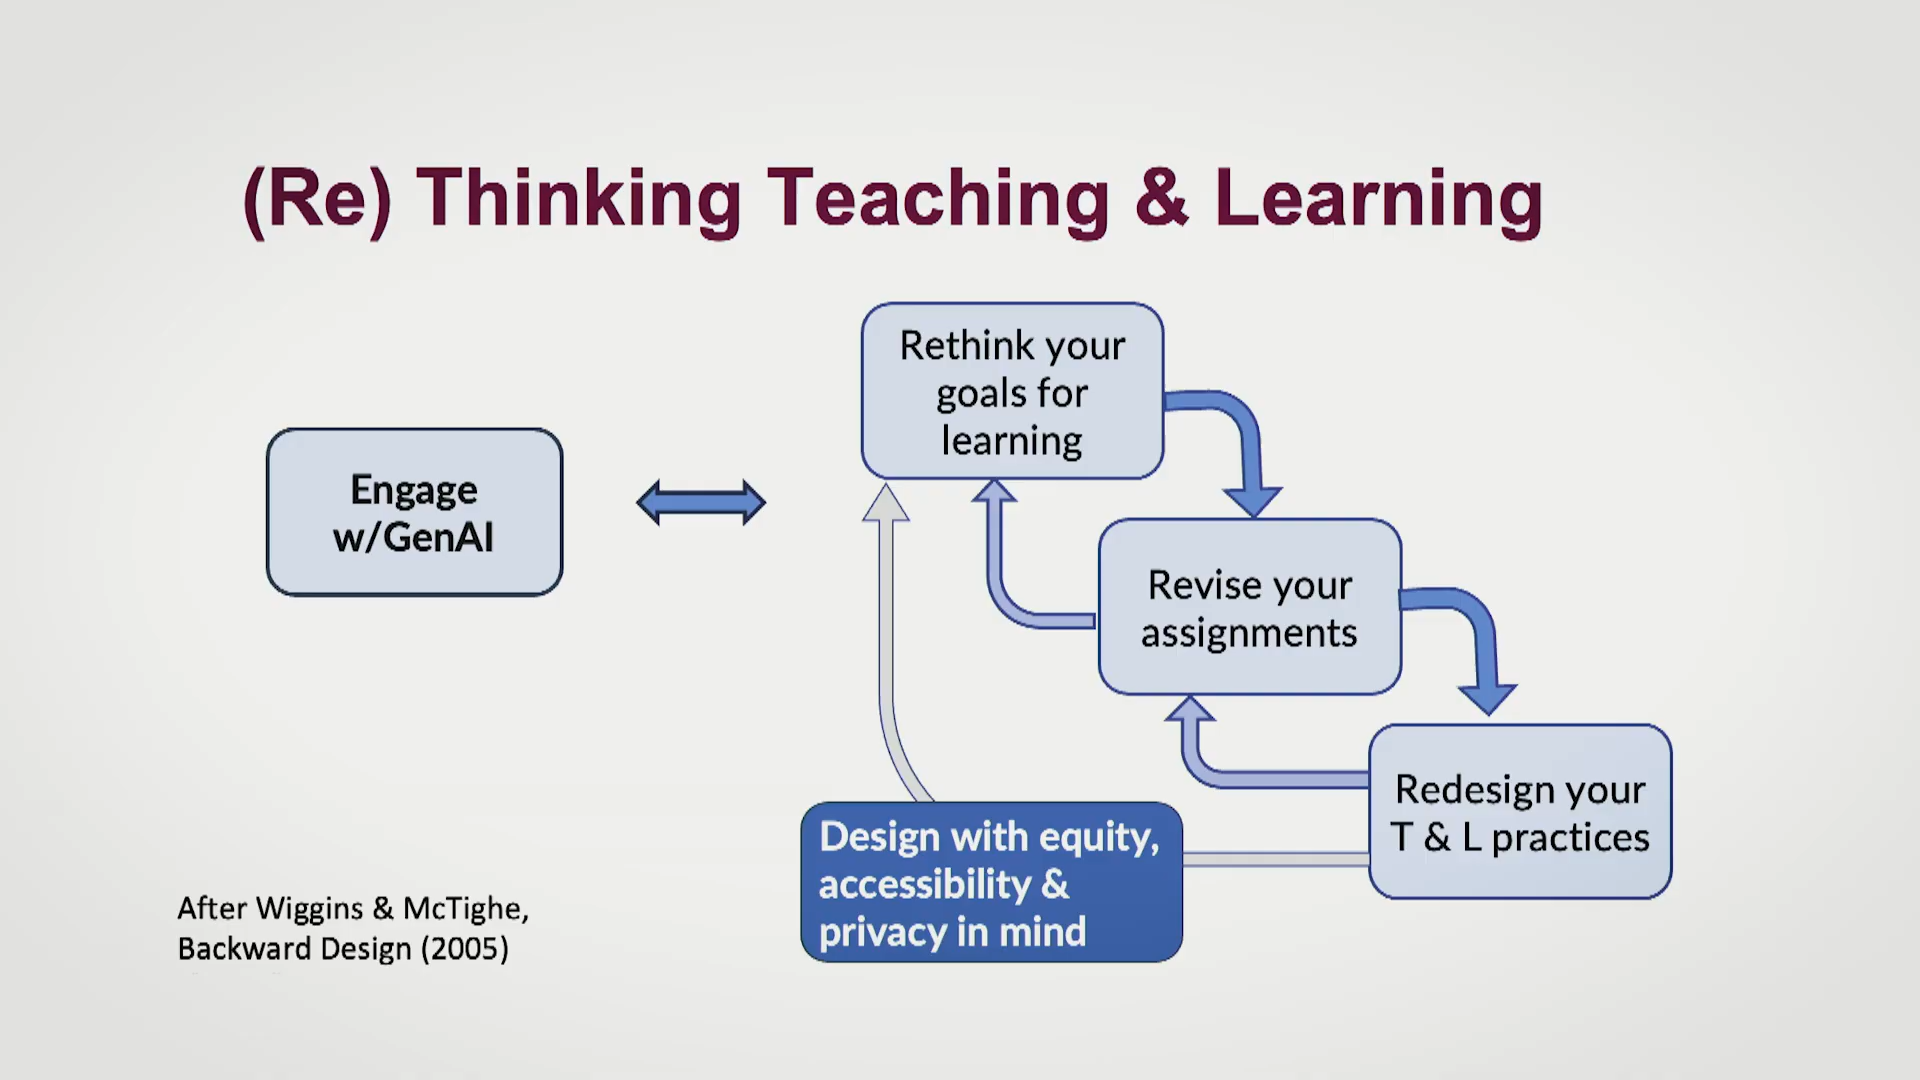 (Re) Thinking Teaching & Learning
Engage
w/GenAI
Rethink your
goals for
learning
Revise your
assignments
Redesign your
T & L practices
Design with equity,
accessibility &
privacy in mind
After Wiggins & McTighe,
Backward Design (2005)